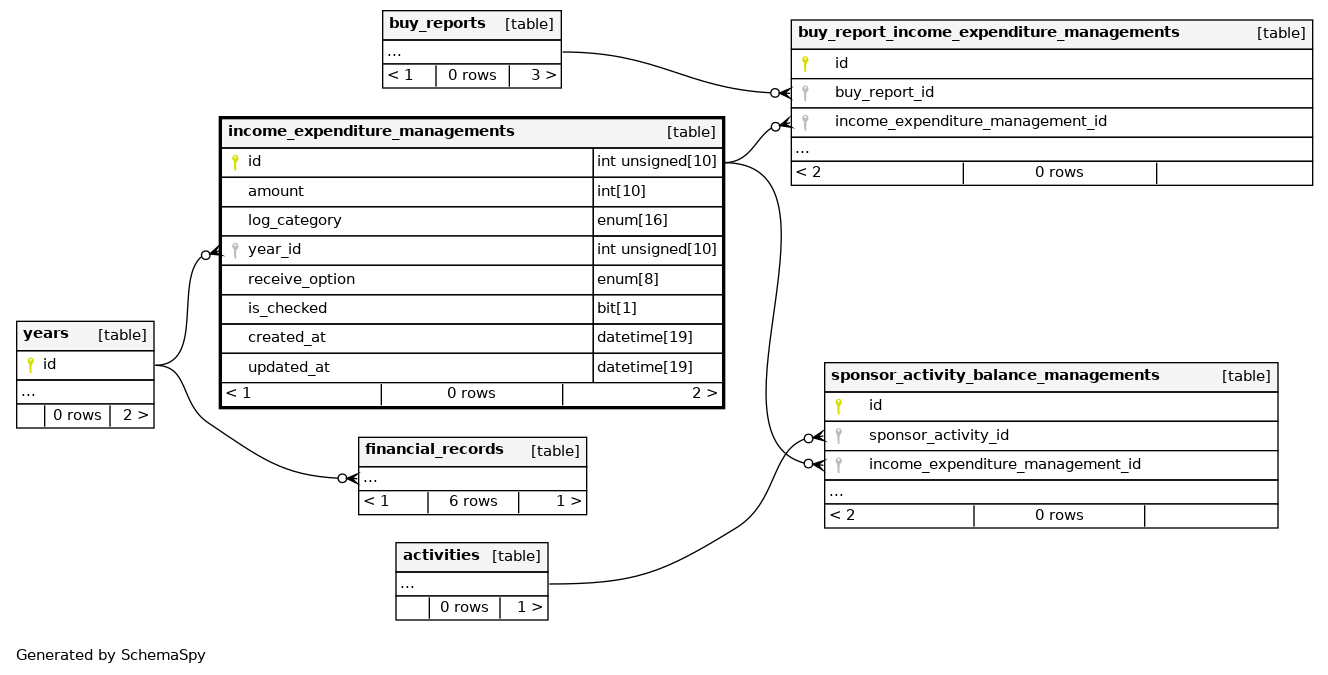 buy_reports [table]
...
< 1 0 rows 3 >
buy_report_income_expenditure_managements [table]
id
buy_report_id
income_expenditure_management_id
...
< 2 0 rows
income_expenditure_managements [table]
id int unsigned[10]
amount int[10]
log_category enum[16]
year_id int unsigned[10]
receive_option enum[8]
is_checked bit[1]
created_at datetime[19]
updated_at datetime[19]
< 1 0 rows 2 >
years [table]
id
...
0 rows 2 >
sponsor_activity_balance_managements [table]
id
sponsor_activity_id
income_expenditure_management_id
...
< 2 0 rows
financial_records [table]
...
< 1 6 rows 1 >
activities [table]
...
0 rows 1 >
Generated by SchemaSpy